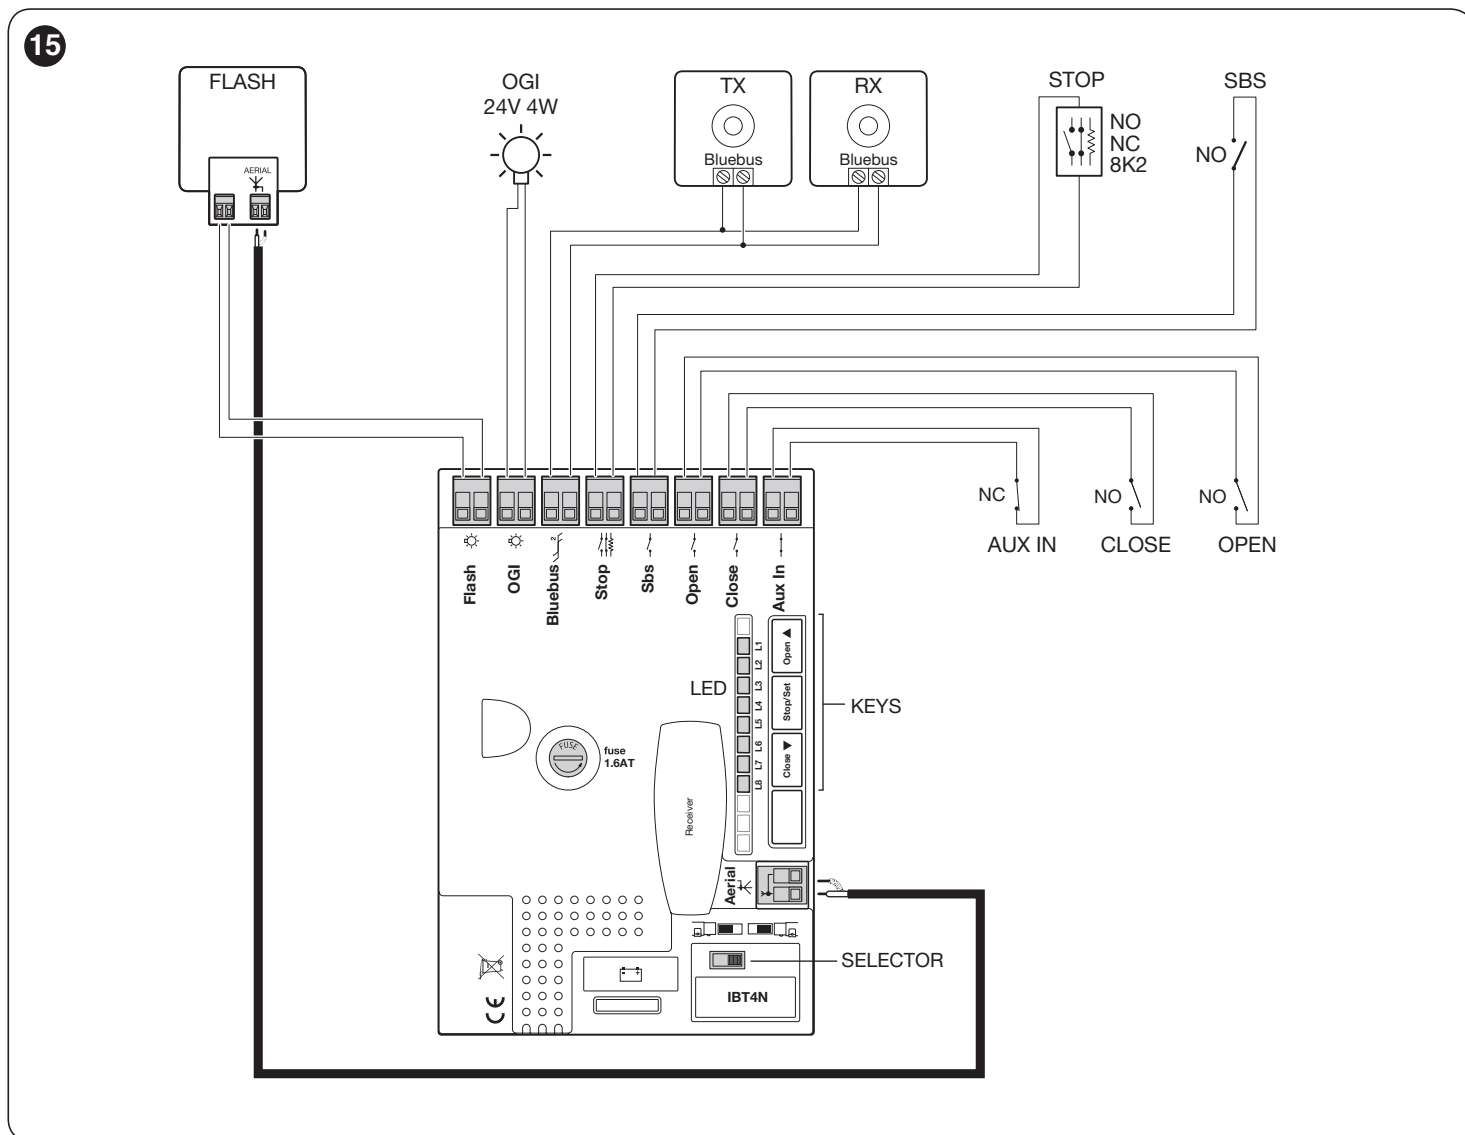 15
FLASH
AERIAL
OGI
24V 4W
TX
Bluebus
RX
Bluebus
STOP
NO
NC
8K2
SBS
NO
NC
AUX IN
NO
CLOSE
NO
OPEN
Flash
OGI
Bluebus
2
Stop
Sbs
Open
Close
Aux In
LED
L1
L2
L3
L4
L5
L6
L7
L8
Open ▲
Stop/Set
Close ▼
KEYS
FUSE
fuse
1.6AT
Receiver
Aerial
SELECTOR
IBT4N
CE